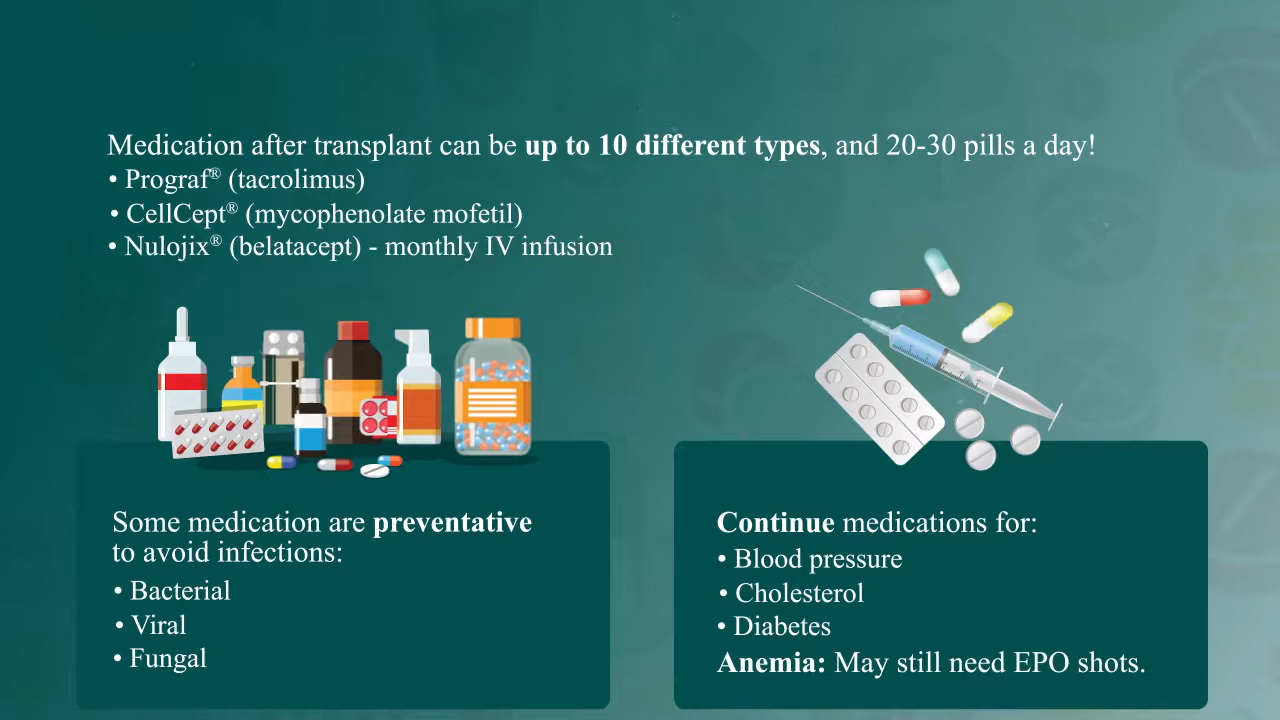 Medication after transplant can be up to 10 different types, and 20-30 pills a day!
• Prograf® (tacrolimus)
• CellCept® (mycophenolate mofetil)
• Nulojix® (belatacept) - monthly IV infusion
Some medication are preventative
to avoid infections:
• Bacterial
• Viral
• Fungal
Continue medications for:
• Blood pressure
• Cholesterol
• Diabetes
Anemia: May still need EPO shots.